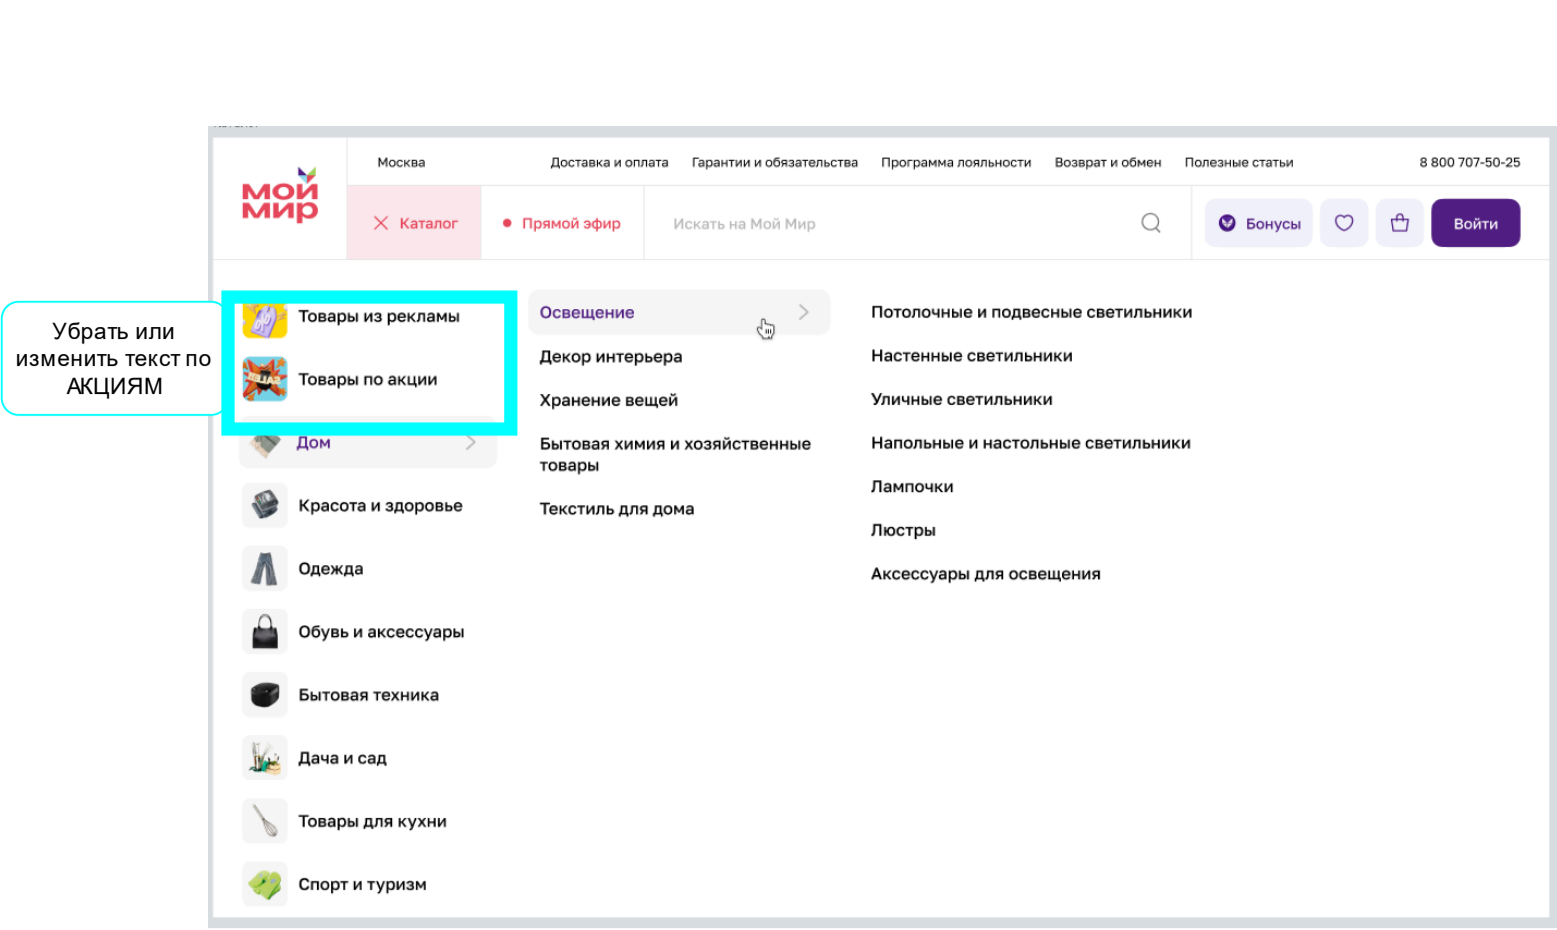 Москва
Доставка и оплата
Гарантии и обязательства
Программа лояльности
Возврат и обмен
Полезные статьи
8 800 707-50-25
мой
мир
Каталог
Прямой эфир
Искать на Мой Мир
Бонусы
Войти
Убрать или
изменить текст по
АКЦИЯМ
Товары из рекламы
Товары по акции
Дом
Красота и здоровье
Одежда
Обувь и аксессуары
Бытовая техника
Дача и сад
Товары для кухни
Спорт и туризм
Освещение
Декор интерьера
Хранение вещей
Бытовая химия и хозяйственные
товары
Текстиль для дома
Потолочные и подвесные светильники
Настенные светильники
Уличные светильники
Напольные и настольные светильники
Лампочки
Люстры
Аксессуары для освещения